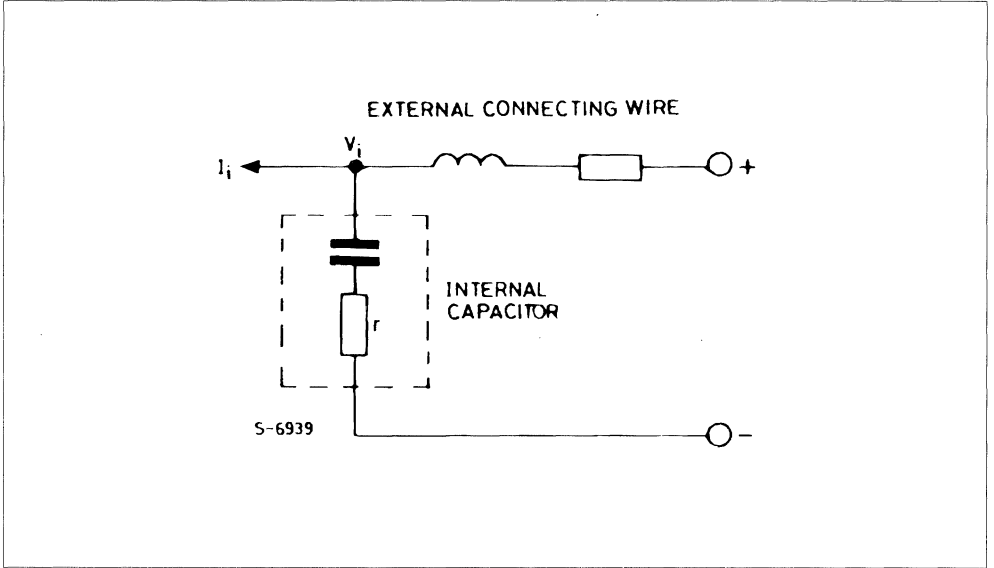 EXTERNAL CONNECTING WIRE
Vi
Ii
+
INTERNAL
CAPACITOR
r
S-6939
-